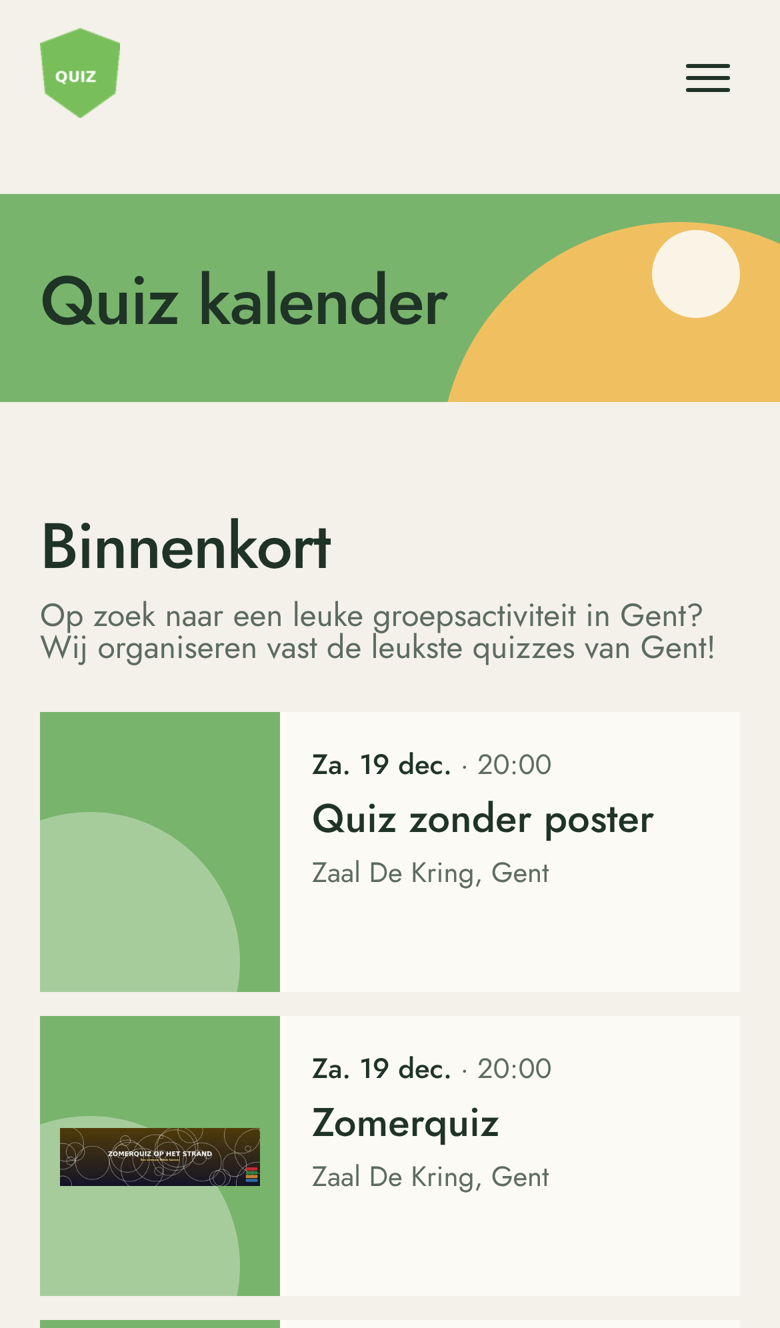 QUIZ
Quiz kalender
Binnenkort
Op zoek naar een leuke groepsactiviteit in Gent?
Wij organiseren vast de leukste quizzes van Gent!
Za. 19 dec. · 20:00
Quiz zonder poster
Zaal De Kring, Gent
Za. 19 dec. · 20:00
Zomerquiz
Zaal De Kring, Gent
ZOMERQUIZ OP HET STRAND